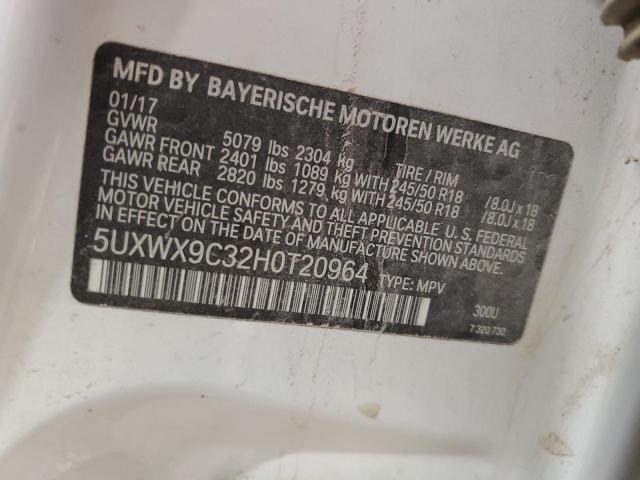 MFD BY BAYERISCHE MOTOREN WERKE AG
01/17
GVWR 5079 lbs 2304 kg TIRE / RIM
GAWR FRONT 2401 lbs 1089 kg WITH 245/50 R18 / 8.0J x 18
GAWR REAR 2820 lbs 1279 kg WITH 245/50 R18 / 8.0J x 18
THIS VEHICLE CONFORMS TO ALL APPLICABLE U.S. FEDERAL
MOTOR VEHICLE SAFETY AND THEFT PREVENTION STANDARDS
IN EFFECT ON THE DATE OF MANUFACTURE SHOWN ABOVE.
5UXWX9C32H0T20964 TYPE: MPV
300U
7 320 730